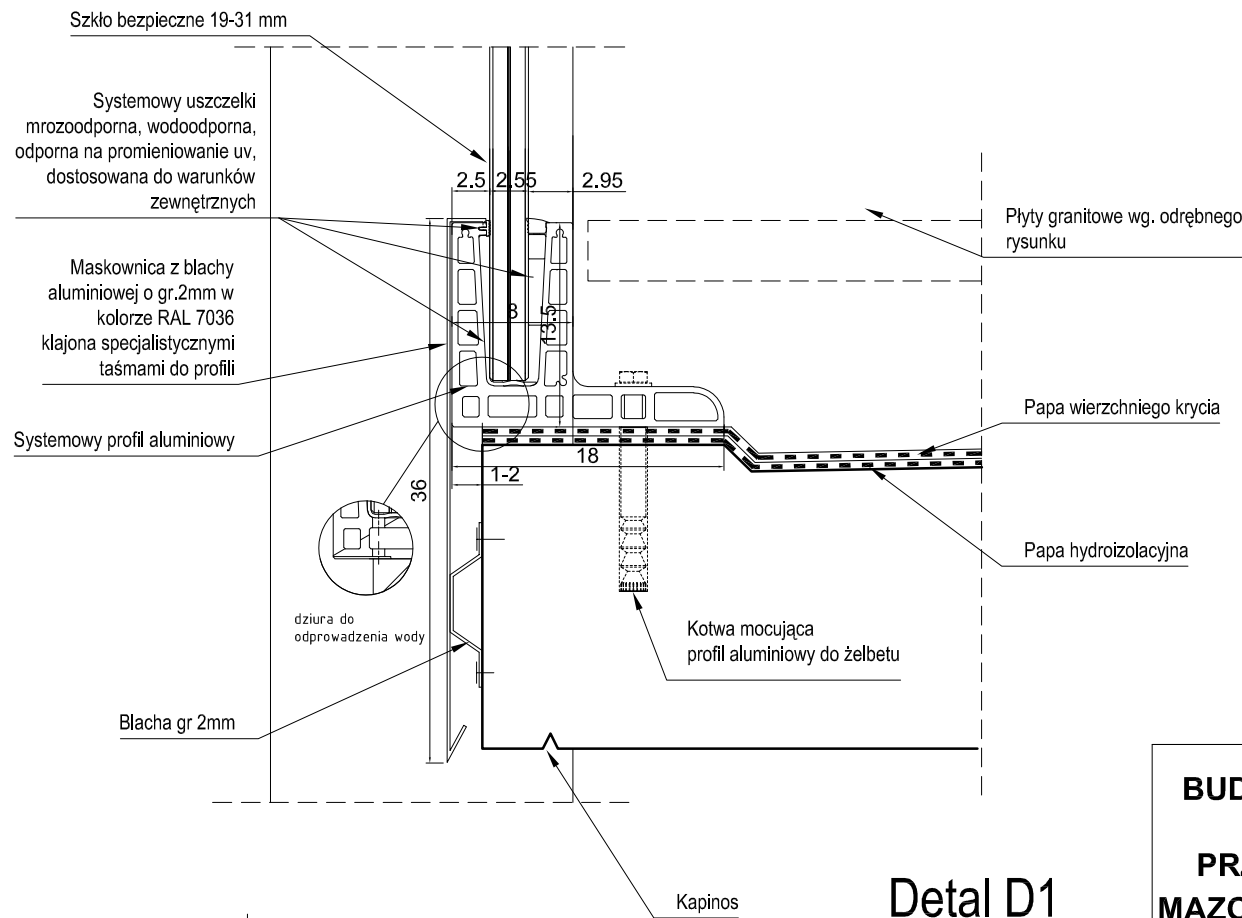 Szkło bezpieczne 19-31 mm
Systemowy uszczelki
mrozoodporna, wodoodporna,
odporna na promieniowanie uv,
dostosowana do warunków
zewnętrznych
2.5
2.55
2.95
Płyty granitowe wg. odrębnego
rysunku
Maskownica z blachy
aluminiowej o gr.2mm w
kolorze RAL 7036
klajona specjalistycznymi
taśmami do profili
8
13.5
Systemowy profil aluminiowy
Papa wierzchniego krycia
18
1-2
36
Papa hydroizolacyjna
dziura do
odprowadzenia wody
Kotwa mocująca
profil aluminiowy do żelbetu
Blacha gr 2mm
Kapinos
Detal D1
BUD
PRA
MAZO